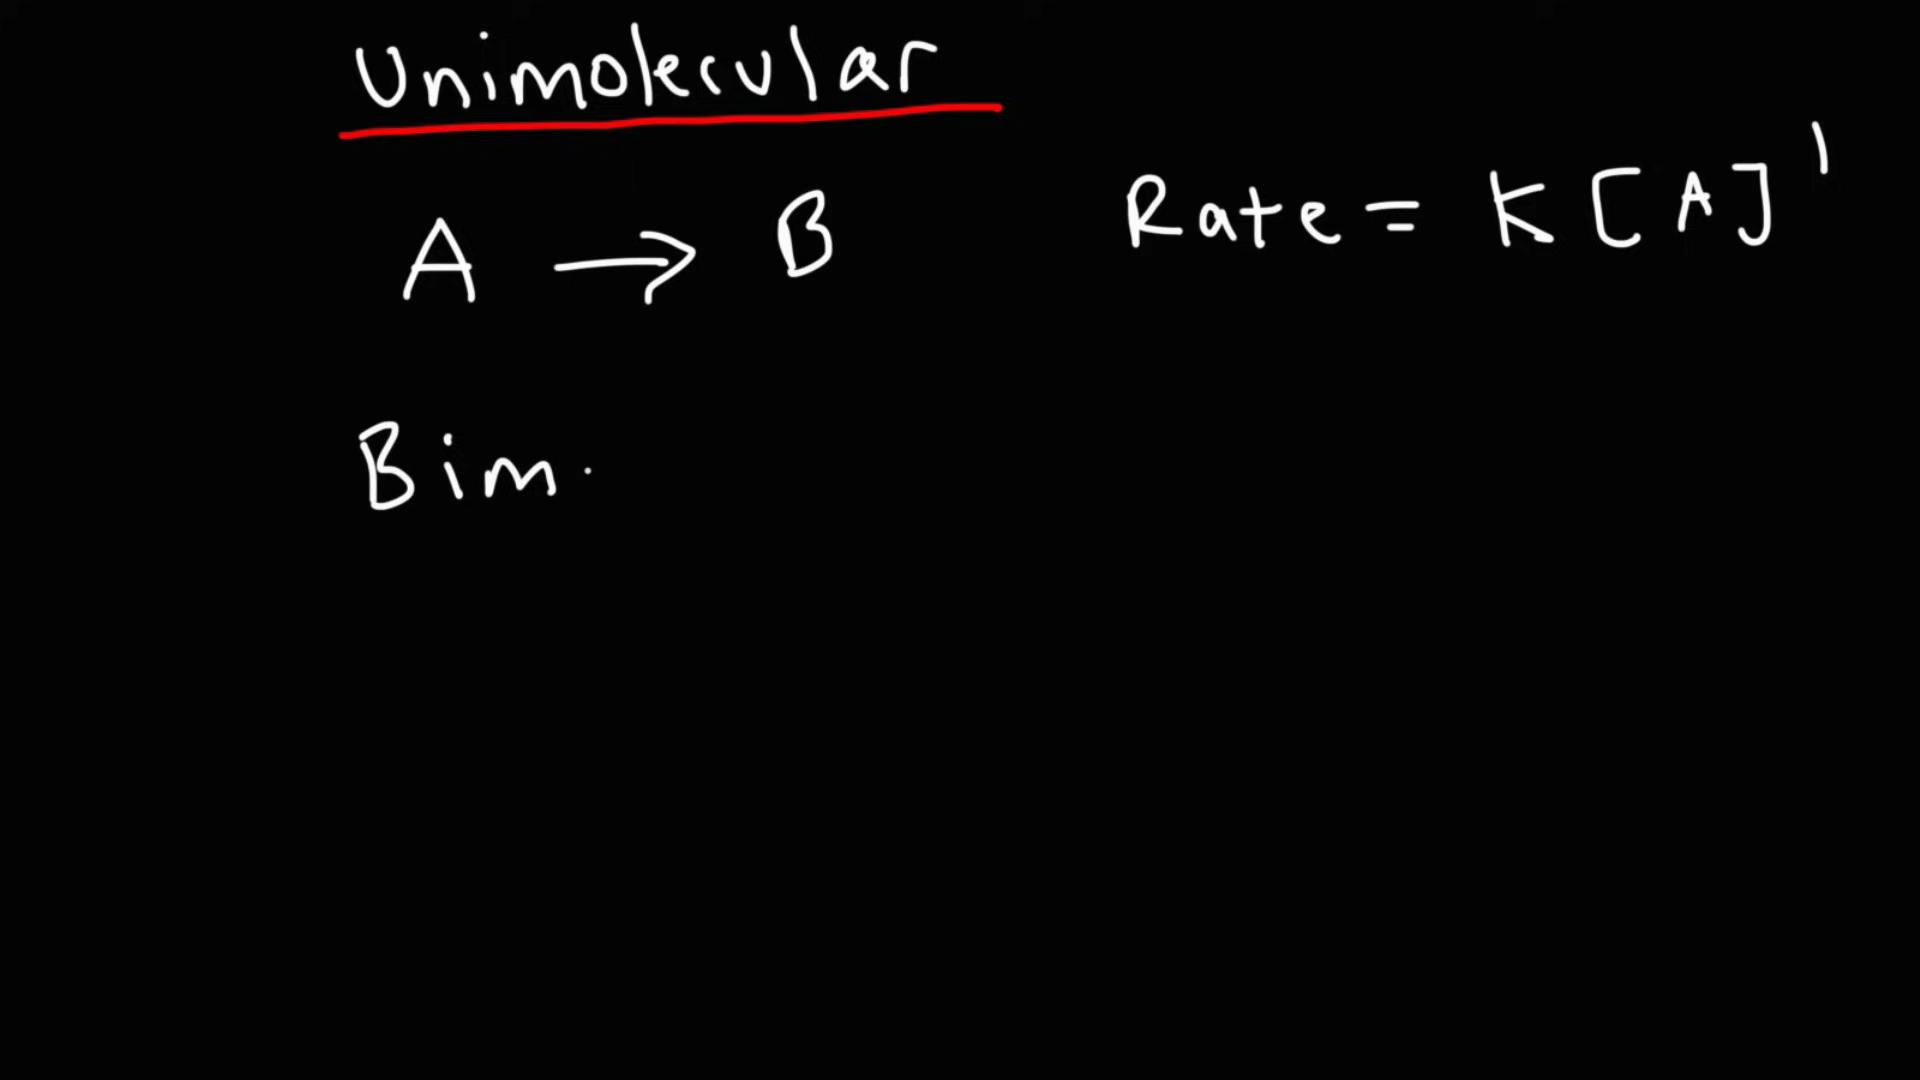 Unimolecular
A → B
Rate = K[A]¹
Bim